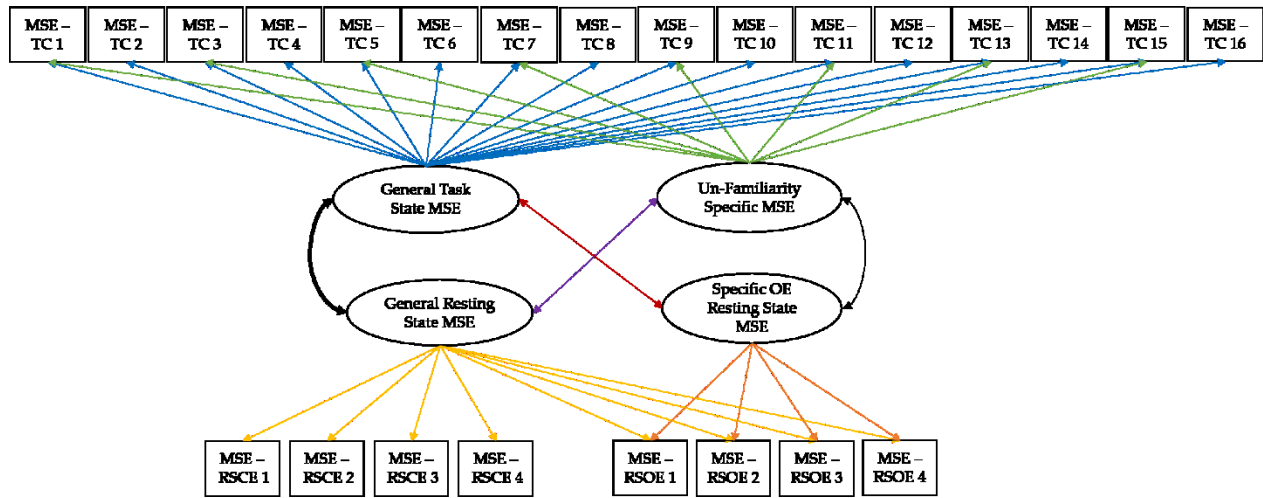 MSE –
TC 1
MSE –
TC 2
MSE –
TC 3
MSE –
TC 4
MSE –
TC 5
MSE –
TC 6
MSE –
TC 7
MSE –
TC 8
MSE –
TC 9
MSE –
TC 10
MSE –
TC 11
MSE –
TC 12
MSE –
TC 13
MSE –
TC 14
MSE –
TC 15
MSE –
TC 16
General Task
State MSE
Un-Familiarity
Specific MSE
General Resting
State MSE
Specific OE
Resting State
MSE
MSE –
RSCE 1
MSE –
RSCE 2
MSE –
RSCE 3
MSE –
RSCE 4
MSE –
RSOE 1
MSE –
RSOE 2
MSE –
RSOE 3
MSE –
RSOE 4